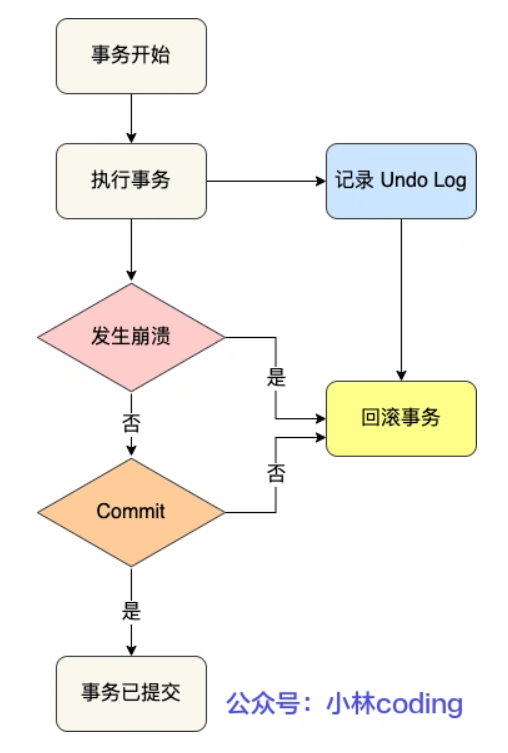 事务开始
执行事务
记录 Undo Log
发生崩溃
是
回滚事务
否
否
Commit
是
事务已提交
公众号：小林coding